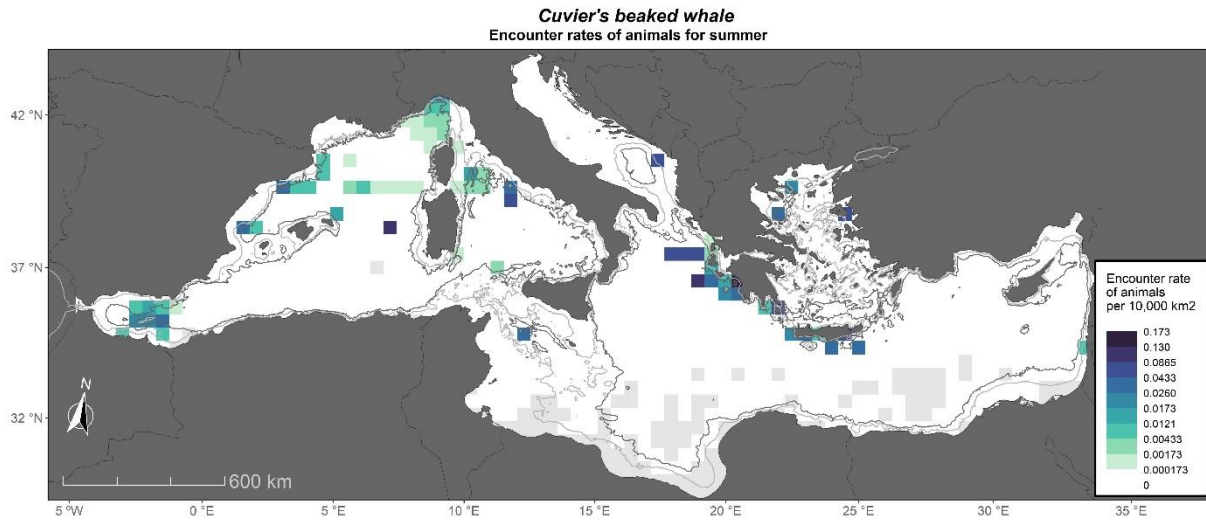 Cuvier's beaked whale
Encounter rates of animals for summer
42 °N
37 °N
32 °N
N
600 km
5 °W
0 °E
5 °E
10 °E
15 °E
20 °E
25 °E
30 °E
35 °E
Encounter rate
of animals
per 10,000 km2
0.173
0.130
0.0865
0.0433
0.0260
0.0173
0.0121
0.00433
0.00173
0.000173
0